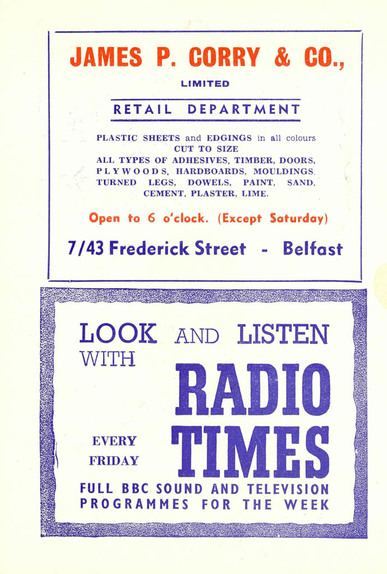 JAMES P. CORRY & CO.,
LIMITED
RETAIL DEPARTMENT
PLASTIC SHEETS and EDGINGS in all colours
CUT TO SIZE
ALL TYPES OF ADHESIVES, TIMBER, DOORS,
PLYWOODS, HARDBOARDS, MOULDINGS
TURNED LEGS, DOWELS, PAINT, SAND,
CEMENT, PLASTER, LIME.
Open to 6 o'clock. (Except Saturday)
7/43 Frederick Street - Belfast
LOOK AND LISTEN
WITH
RADIO
EVERY
FRIDAY
TIMES
FULL BBC SOUND AND TELEVISION
PROGRAMMES FOR THE WEEK